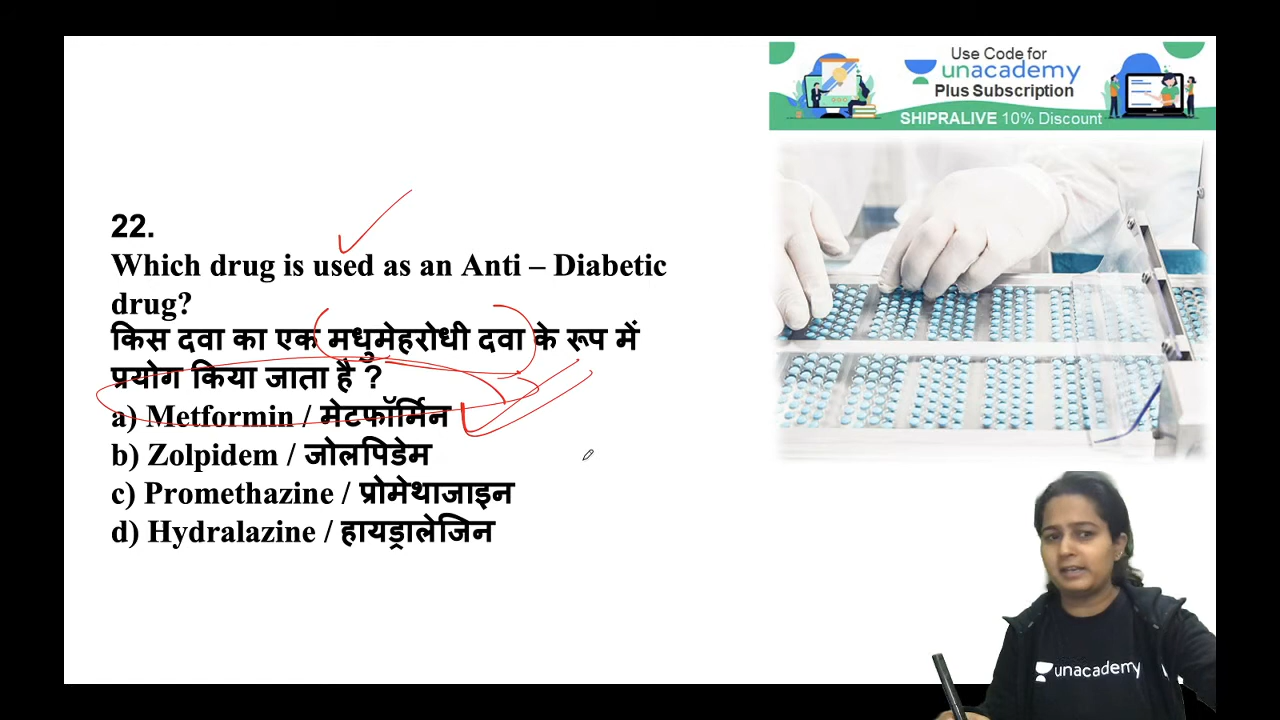 Use Code for
unacademy
Plus Subscription
SHIPRALIVE 10% Discount
22.
Which drug is used as an Anti – Diabetic
drug?
किस दवा का एक मधुमेहरोधी दवा के रूप में
प्रयोग किया जाता है ?
a) Metformin / मेटफॉर्मिन
b) Zolpidem / जोलपिडेम
c) Promethazine / प्रोमेथाजाइन
d) Hydralazine / हायड्रालेजिन
unacademy